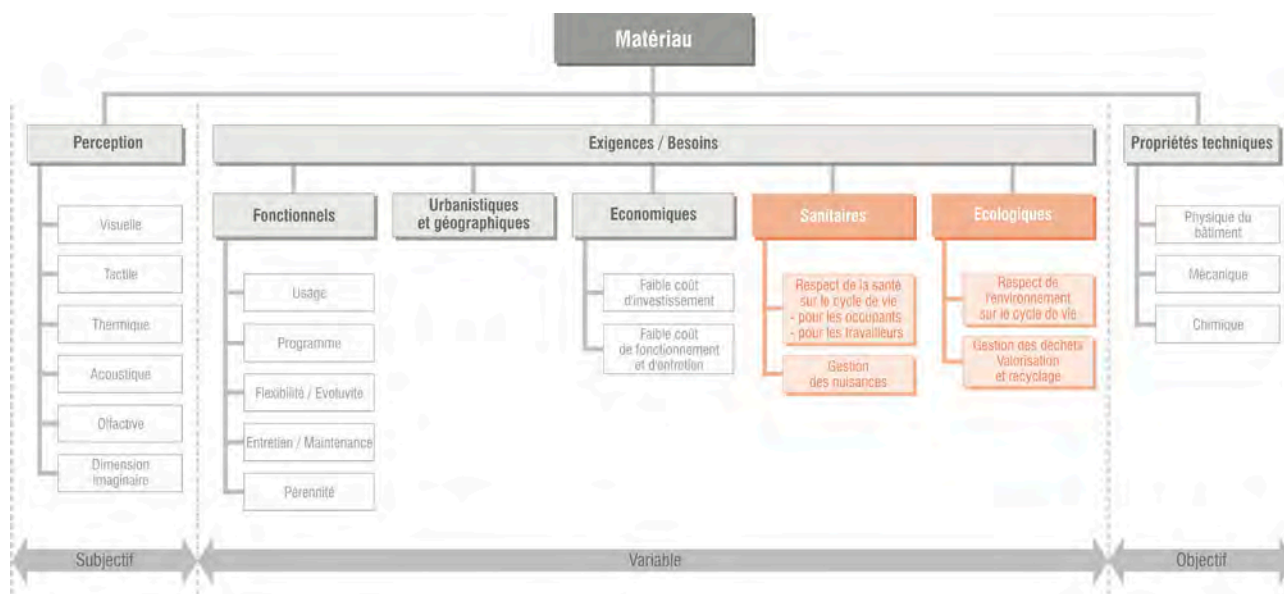 Matériau
Perception
Visuelle
Tactile
Thermique
Acoustique
Olfactive
Dimension
imaginaire
Exigences / Besoins
Fonctionnels
Usage
Programme
Flexibilité / Evoluvité
Entretien / Maintenance
Pérennité
Urbanistiques
et géographiques
Economiques
Faible coût
d'investissement
Faible coût
de fonctionnement
et d'entretien
Sanitaires
Respect de la santé
sur le cycle de vie
- pour les occupants
- pour les travailleurs
Gestion
des nuisances
Ecologiques
Respect de
l'environnement
sur le cycle de vie
Gestion des déchets
Valorisation
et recyclage
Propriétés techniques
Physique du
bâtiment
Mécanique
Chimique
Subjectif
Variable
Objectif